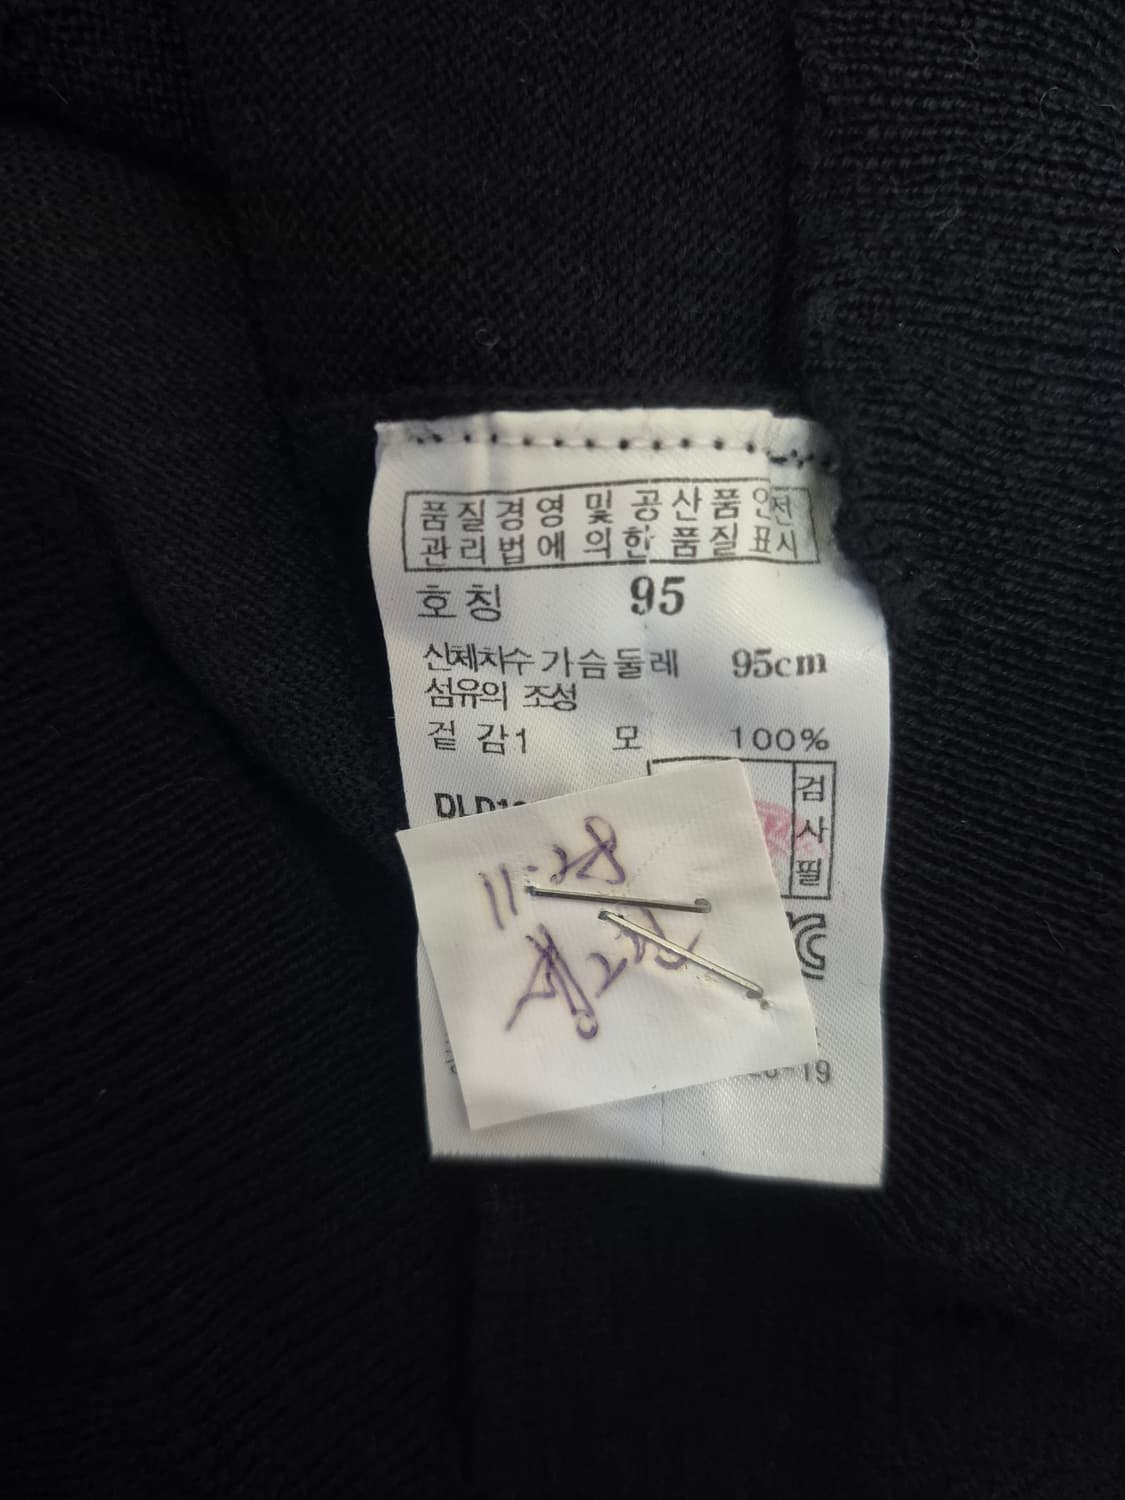 품질경영 및 공산품안전
관리법에 의한 품질표시
호칭 95
신체치수 가슴둘레 95cm
섬유의 조성
겉감1 모 100%
검
사
필
11·28